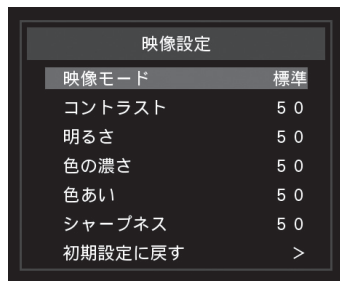 映像設定
映像モード 標準
コントラスト 50
明るさ 50
色の濃さ 50
色あい 50
シャープネス 50
初期設定に戻す >